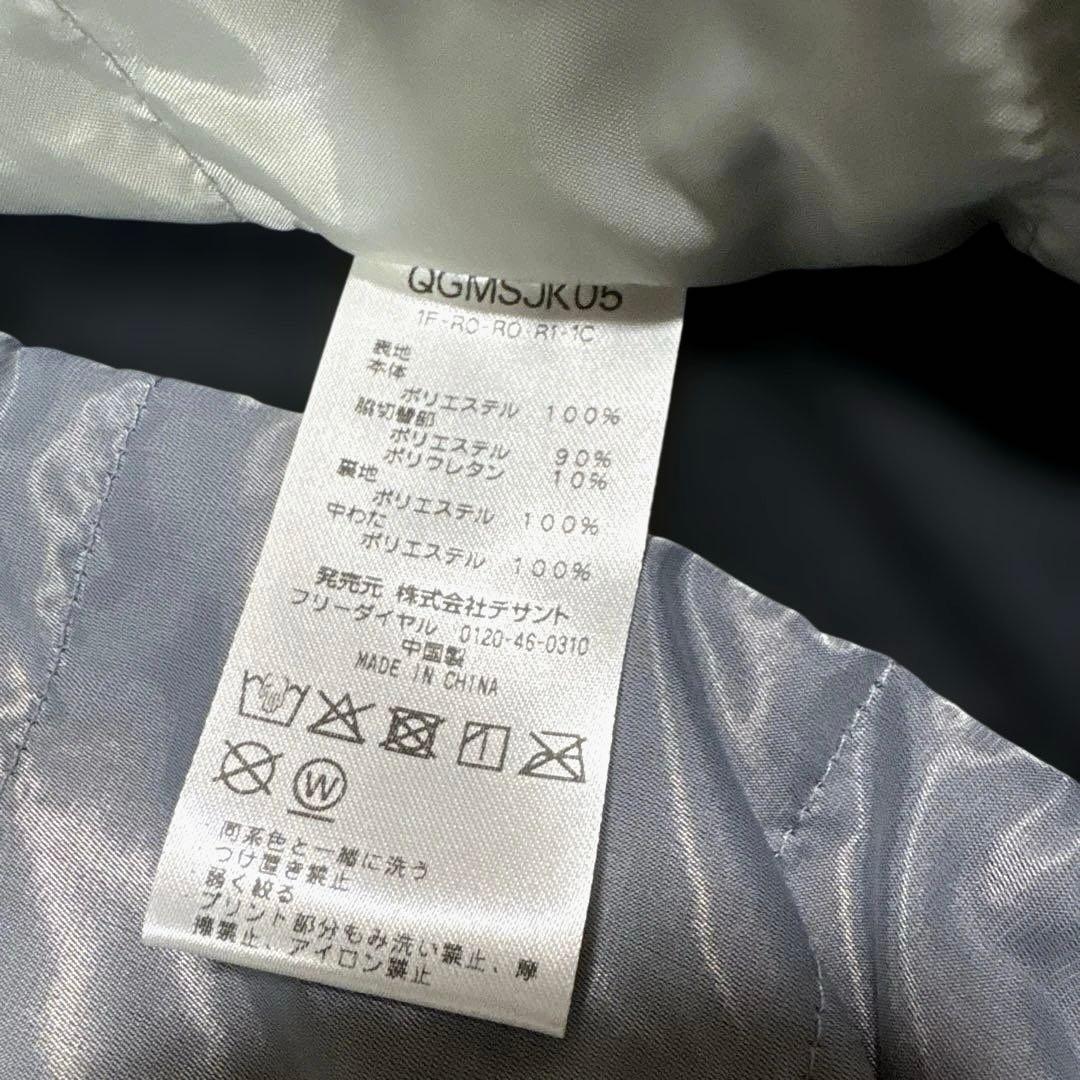 QGMSJK05
1F-R0-R0-R1-1C
表地
本体
ポリエステル 100%
脇切替部
ポリエステル 90%
ポリウレタン 10%
裏地
ポリエステル 100%
中わた
ポリエステル 100%
発売元 株式会社デサント
フリーダイヤル 0120-46-0310
中国製
MADE IN CHINA
W
同系色と一緒に洗う
つけ置き禁止
弱く絞る
プリント部分もみ洗い禁止、摩
擦禁止、アイロン禁止